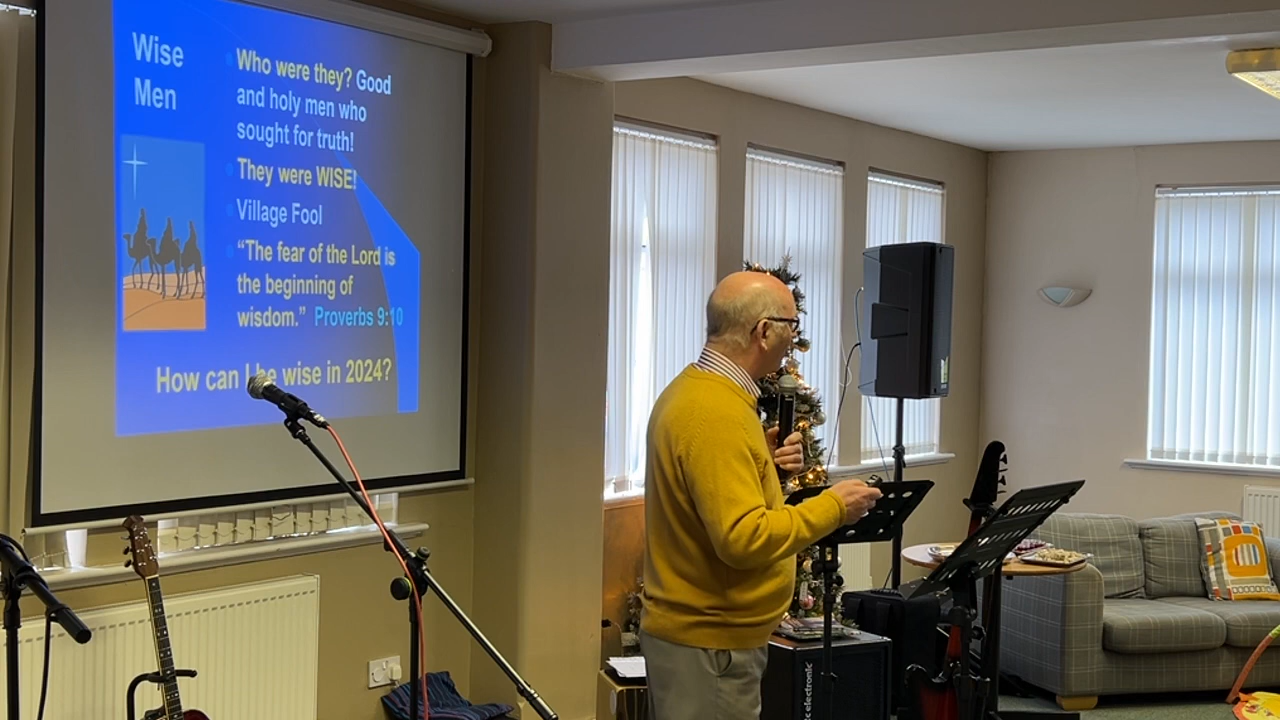 Wise
Men
Who were they? Good
and holy men who
sought for truth!
They were WISE!
Village Fool
“The fear of the Lord is
the beginning of
wisdom.” Proverbs 9:10
How can I be wise in 2024?
electronic